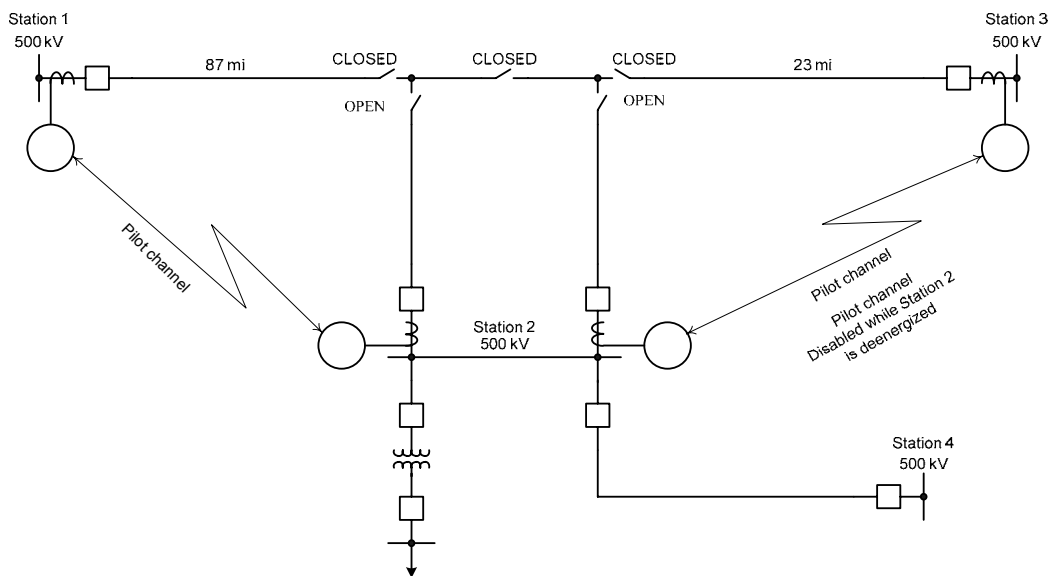 Station 1
500 kV
Station 3
500 kV
87 mi
CLOSED
CLOSED
CLOSED
23 mi
OPEN
OPEN
Pilot channel
Pilot channel
Pilot channel
Disabled while Station 2
is deenergized
Station 2
500 kV
Station 4
500 kV